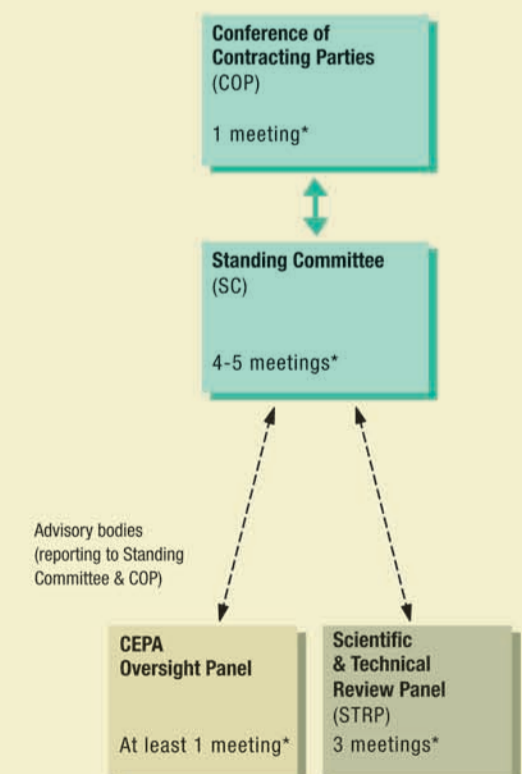 Conference of
Contracting Parties
(COP)
1 meeting*
Standing Committee
(SC)
4-5 meetings*
Advisory bodies
(reporting to Standing
Committee & COP)
CEPA
Oversight Panel
At least 1 meeting*
Scientific
& Technical
Review Panel
(STRP)
3 meetings*